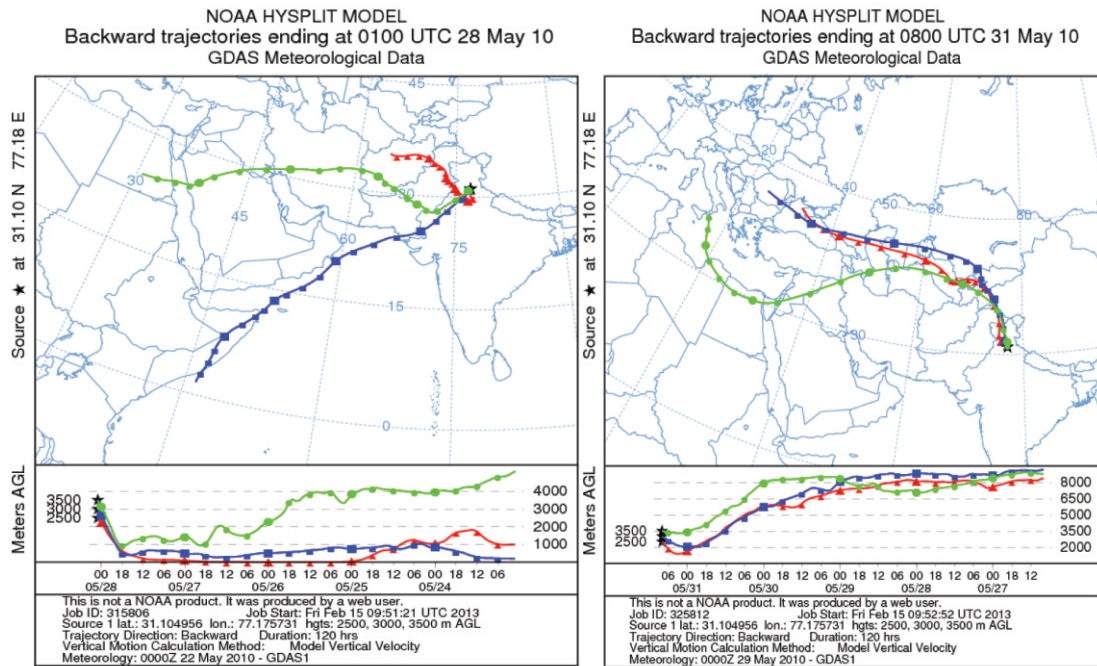 NOAA HYSPLIT MODEL
Backward trajectories ending at 0100 UTC 28 May 10
GDAS Meteorological Data
Source ★ at 31.10 N 77.18 E
45
30
45
60
30
75
15
0
Meters AGL
3500
3000
2500
4000
3000
2000
1000
00 18 12 06 00 18 12 06 00 18 12 06 00 18 12 06 00 18 12 06
05/28 05/27 05/26 05/25 05/24
This is not a NOAA product. It was produced by a web user.
Job ID: 315806 Job Start: Fri Feb 15 09:51:21 UTC 2013
Source 1 lat.: 31.104956 lon.: 77.175731 hgts: 2500, 3000, 3500 m AGL
Trajectory Direction: Backward Duration: 120 hrs
Vertical Motion Calculation Method: Model Vertical Velocity
Meteorology: 0000Z 22 May 2010 - GDAS1
NOAA HYSPLIT MODEL
Backward trajectories ending at 0800 UTC 31 May 10
GDAS Meteorological Data
Source ★ at 31.10 N 77.18 E
20
40
50
60
80
30
Meters AGL
3500
2500
8000
6500
5000
3500
2000
06 00 18 12 06 00 18 12 06 00 18 12 06 00 18 12 06 00 18 12
05/31 05/30 05/29 05/28 05/27
This is not a NOAA product. It was produced by a web user.
Job ID: 325812 Job Start: Fri Feb 15 09:52:52 UTC 2013
Source 1 lat.: 31.104956 lon.: 77.175731 hgts: 2500, 3000, 3500 m AGL
Trajectory Direction: Backward Duration: 120 hrs
Vertical Motion Calculation Method: Model Vertical Velocity
Meteorology: 0000Z 29 May 2010 - GDAS1